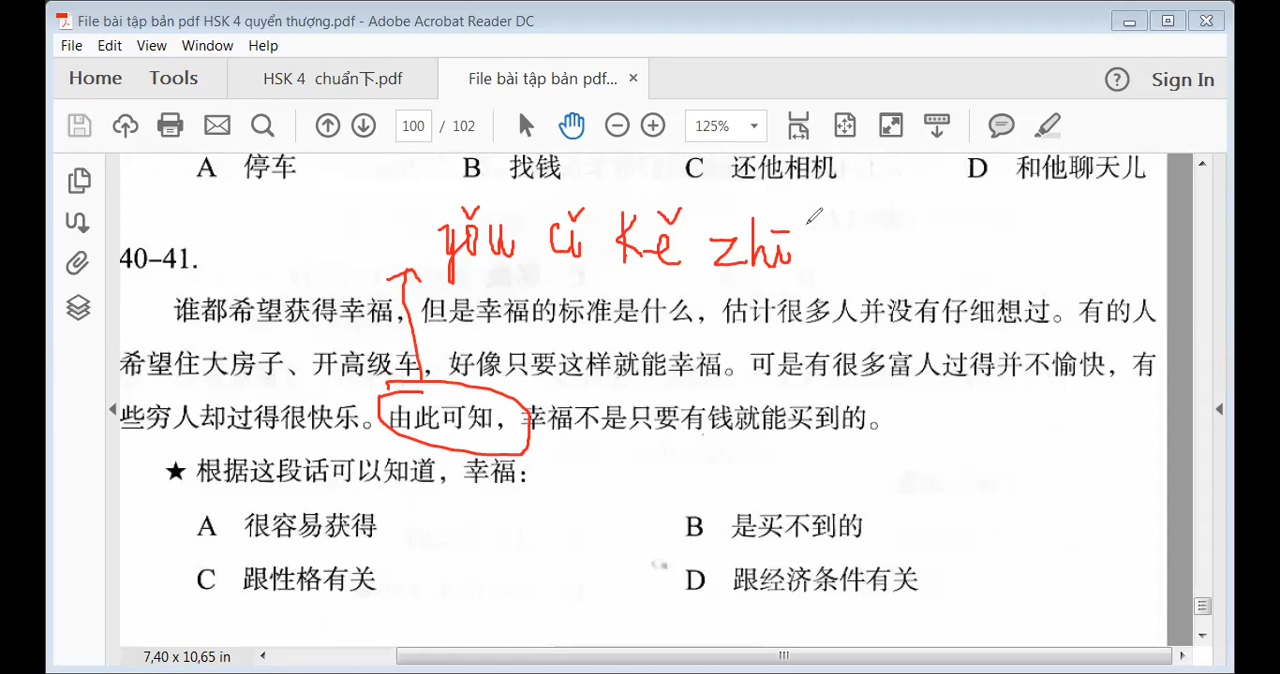 File bài tập bản pdf HSK 4 quyển thượng.pdf - Adobe Acrobat Reader DC
File Edit View Window Help
Home Tools HSK 4 chuẩn下.pdf File bài tập bản pdf... × Sign In
100 / 102 125%
A 停车 B 找钱 C 还他相机 D 和他聊天儿
yǒu cǐ kě zhī
40–41.
谁都希望获得幸福，但是幸福的标准是什么，估计很多人并没有仔细想过。有的人
希望住大房子、开高级车，好像只要这样就能幸福。可是有很多富人过得并不愉快，有
些穷人却过得很快乐。由此可知，幸福不是只要有钱就能买到的。
★ 根据这段话可以知道，幸福：
A 很容易获得 B 是买不到的
C 跟性格有关 D 跟经济条件有关
7,40 x 10,65 in